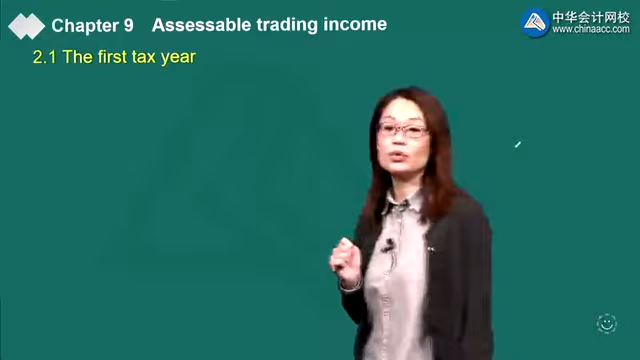 Chapter 9 Assessable trading income
中华会计网校
www.chinaacc.com
2.1 The first tax year